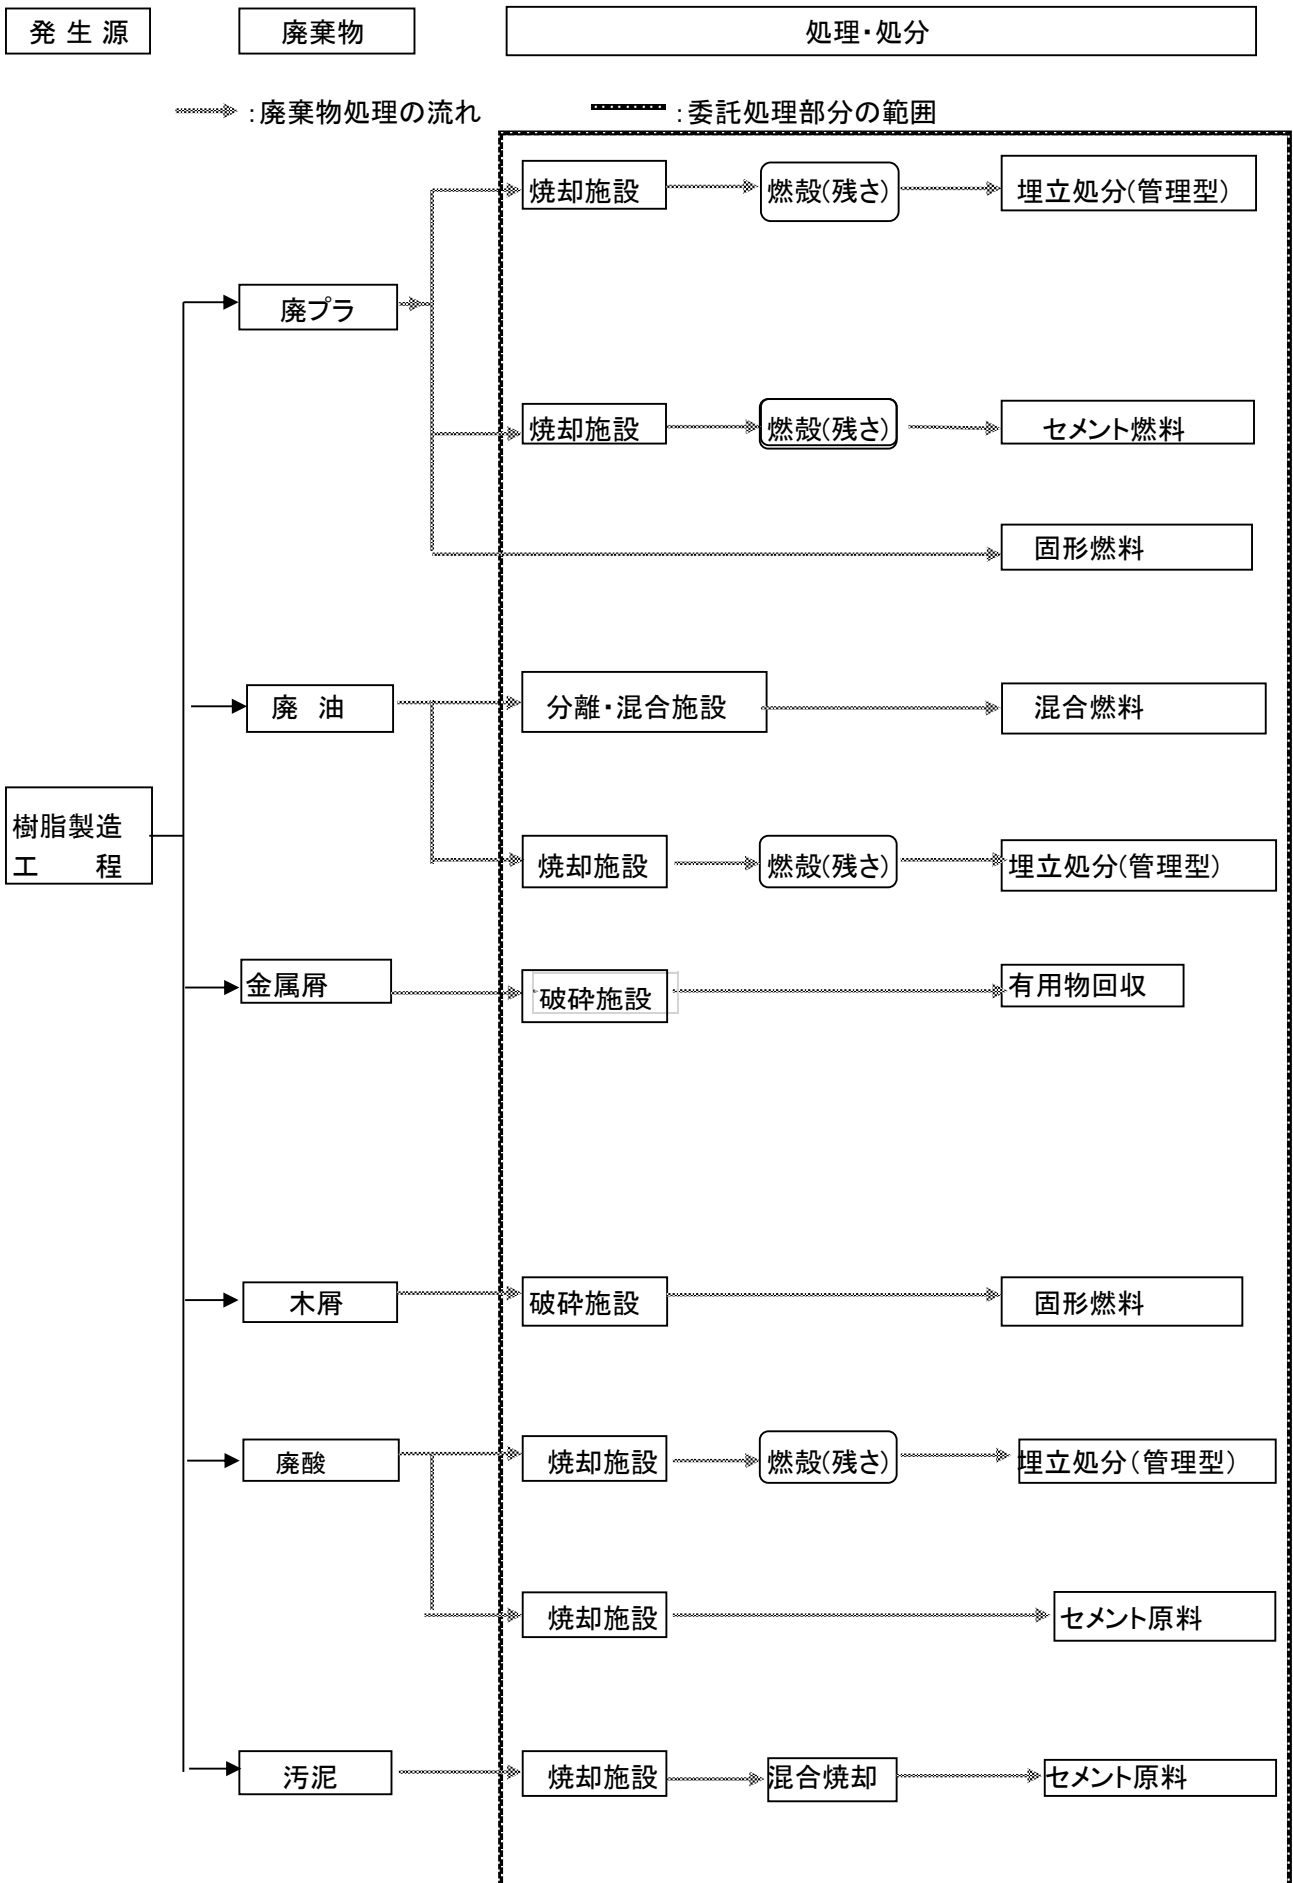 発 生 源 廃棄物 処理・処分
:廃棄物処理の流れ :委託処理部分の範囲
焼却施設 燃殻(残さ) 埋立処分(管理型)
廃プラ
焼却施設 燃殻(残さ) セメント燃料
固形燃料
廃 油 分離・混合施設 混合燃料
樹脂製造
工 程
焼却施設 燃殻(残さ) 埋立処分(管理型)
金属屑 破砕施設 有用物回収
木屑 破砕施設 固形燃料
廃酸 焼却施設 燃殻(残さ) 埋立処分(管理型)
焼却施設 セメント原料
汚泥 焼却施設 混合焼却 セメント原料